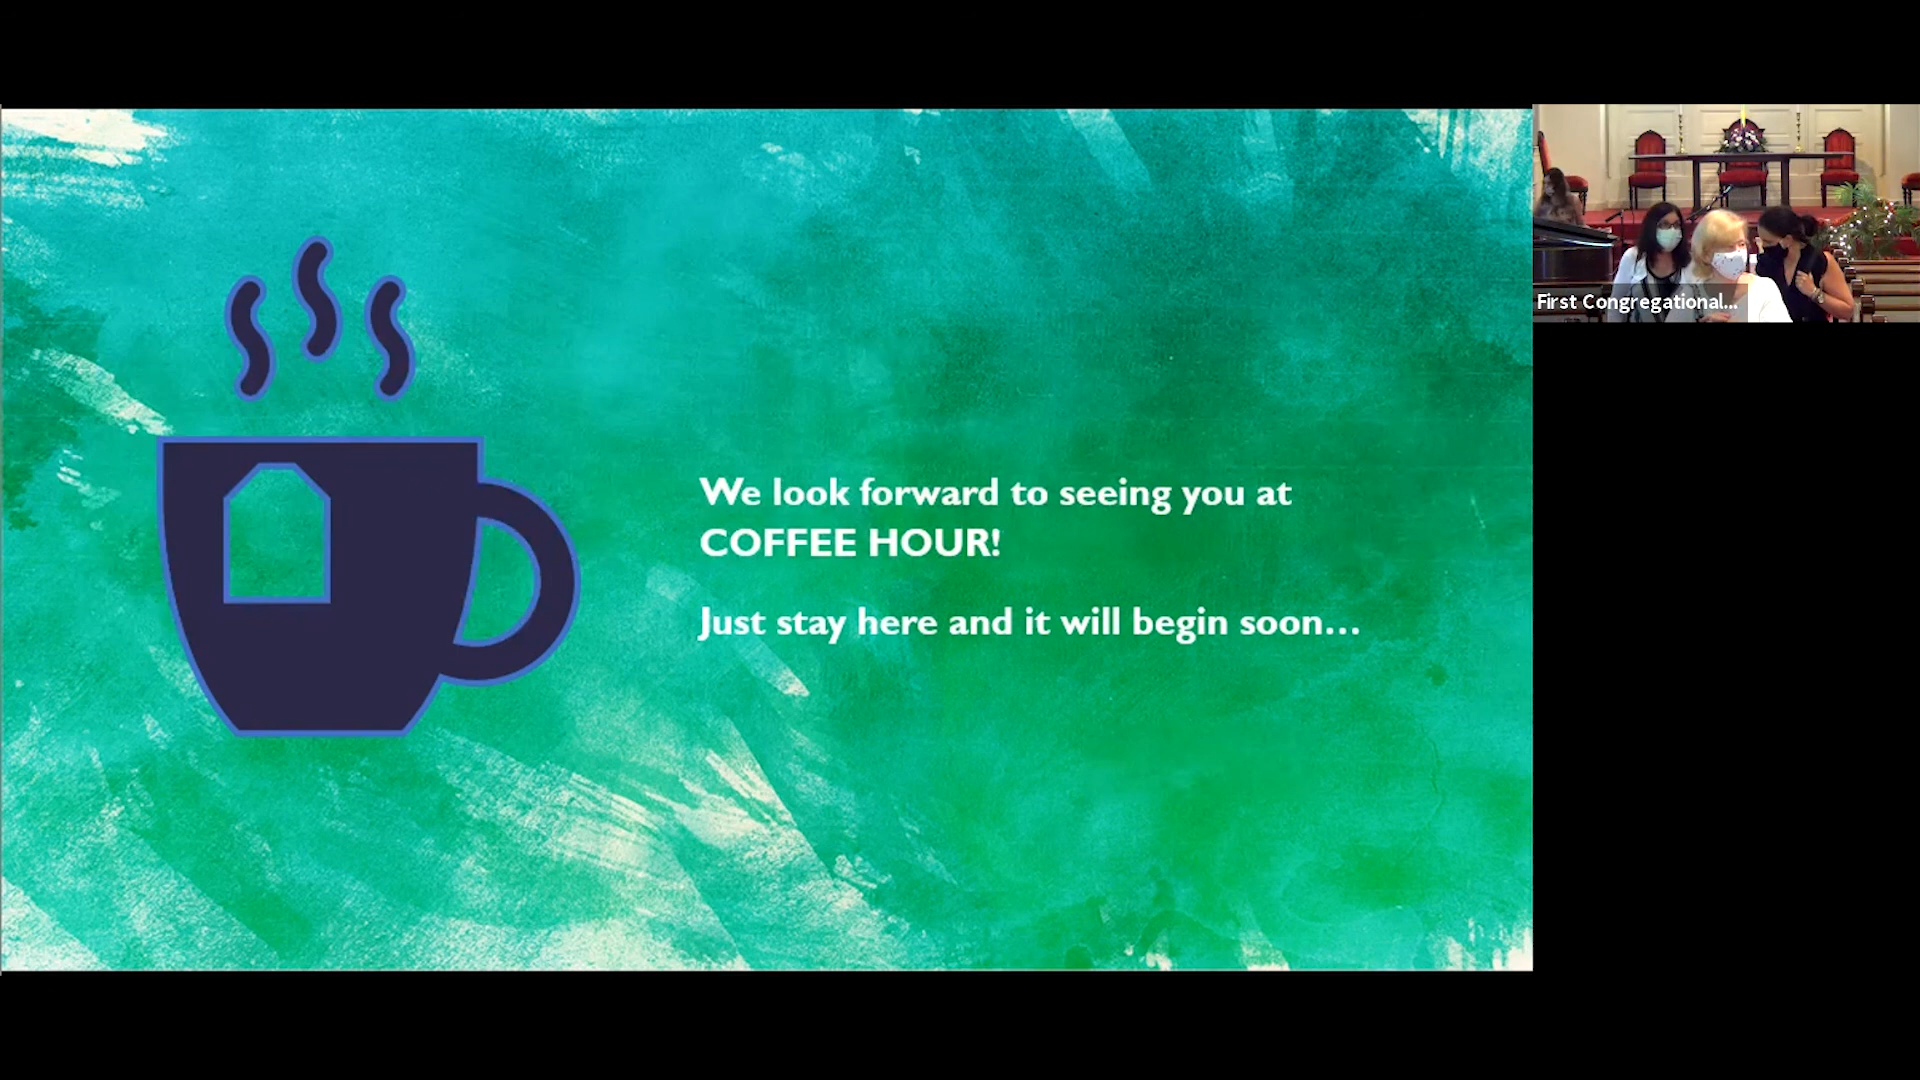 We look forward to seeing you at
COFFEE HOUR!
Just stay here and it will begin soon...
First Congregational...